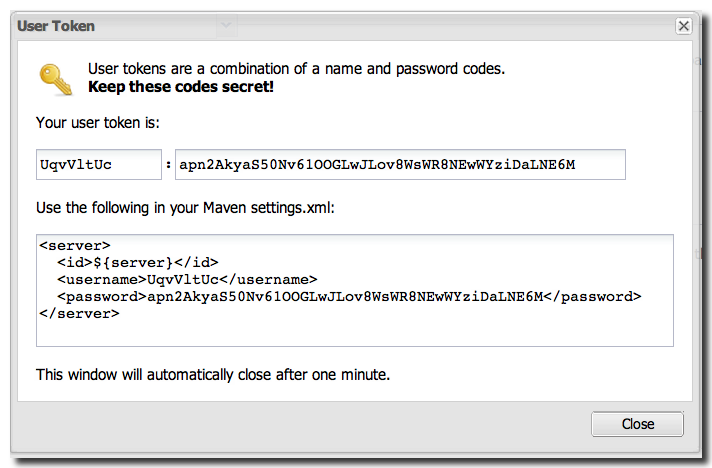 User Token
User tokens are a combination of a name and password codes.
Keep these codes secret!
Your user token is:
UqvVltUc : apn2AkyaS50Nv61OOGLwJLov8WsWR8NEwWYziDaLNE6M
Use the following in your Maven settings.xml:
<server>
  <id>${server}</id>
  <username>UqvVltUc</username>
  <password>apn2AkyaS50Nv61OOGLwJLov8WsWR8NEwWYziDaLNE6M</password>
</server>
This window will automatically close after one minute.
Close